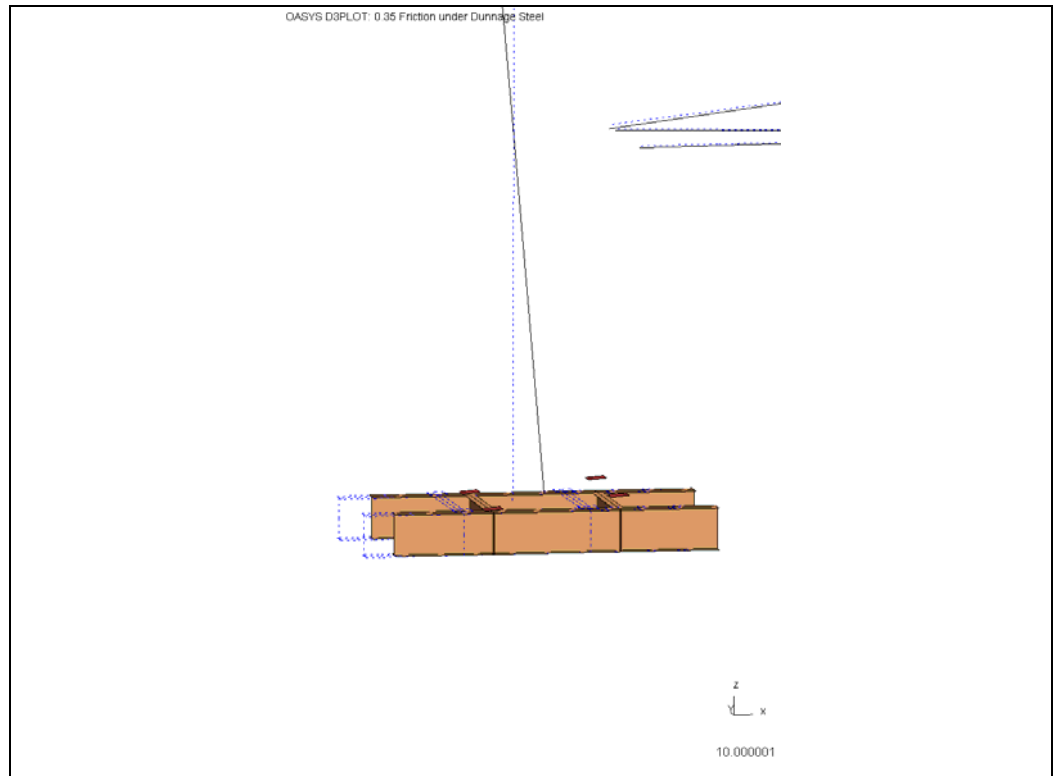 OASYS D3PLOT: 0.35 Friction under Dunnage Steel
Z
Y X
10.000001